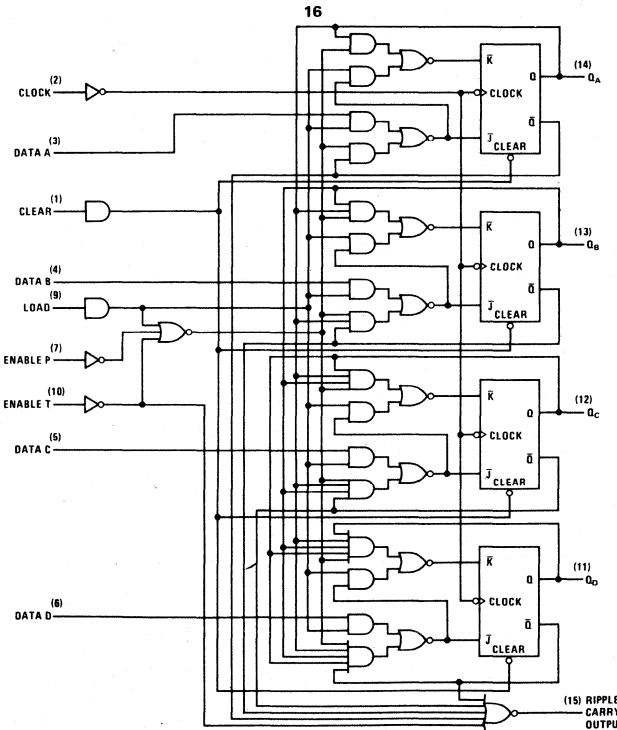 16
(2)
CLOCK
(3)
DATA A
(1)
CLEAR
(4)
DATA B
(9)
LOAD
(7)
ENABLE P
(10)
ENABLE T
(5)
DATA C
(6)
DATA D
K̅ Q (14) QA
CLOCK
Q̅
J̅
CLEAR
K̅ Q (13) QB
CLOCK
Q̅
J̅
CLEAR
K̅ Q (12) QC
CLOCK
Q̅
J̅
CLEAR
K̅ Q (11) QD
CLOCK
Q̅
J̅
CLEAR
(15) RIPPLE
CARRY
OUTPUT